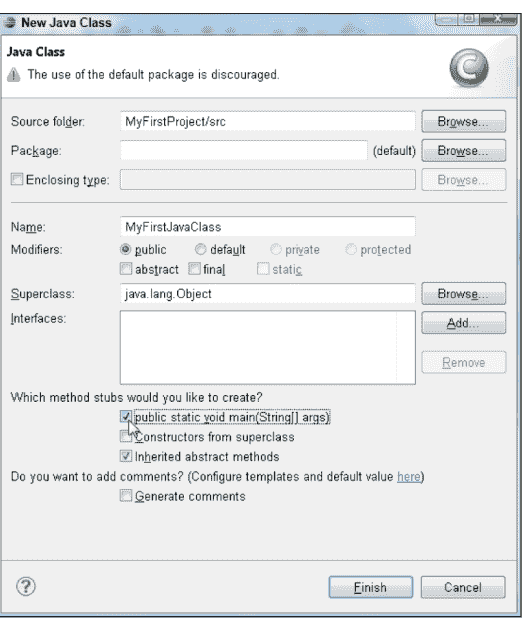 New Java Class
Java Class
The use of the default package is discouraged.
Source folder: MyFirstProject/src Browse...
Package: (default) Browse...
Enclosing type: Browse...
Name: MyFirstJavaClass
Modifiers: public default private protected
abstract final static
Superclass: java.lang.Object Browse...
Interfaces: Add...
Remove
Which method stubs would you like to create?
public static void main(String[] args)
Constructors from superclass
Inherited abstract methods
Do you want to add comments? (Configure templates and default value here)
Generate comments
? Finish Cancel